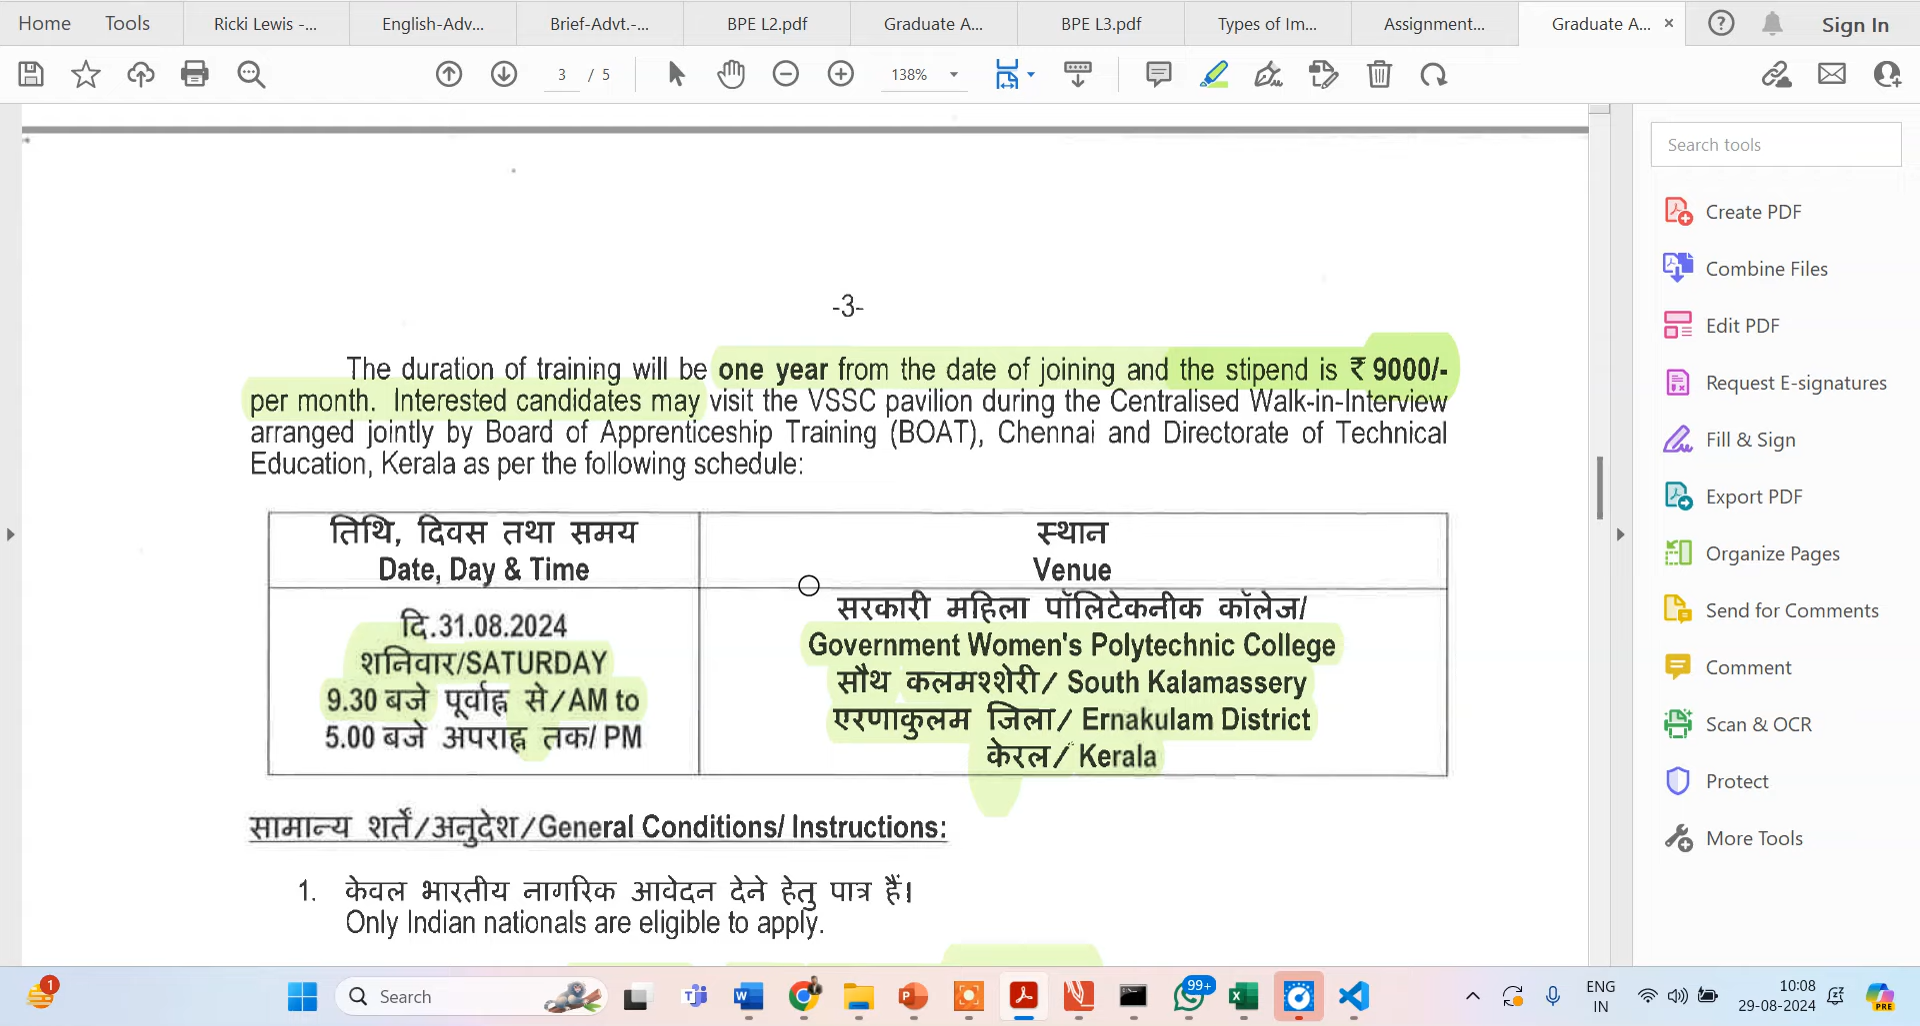 Home
Tools
Ricki Lewis -...
English-Adv...
Brief-Advt.-...
BPE L2.pdf
Graduate A...
BPE L3.pdf
Types of Im...
Assignment...
Graduate A...
Sign In
3 / 5
138%
Search tools
Create PDF
Combine Files
Edit PDF
Request E-signatures
Fill & Sign
Export PDF
Organize Pages
Send for Comments
Comment
Scan & OCR
Protect
More Tools
-3-
The duration of training will be one year from the date of joining and the stipend is ₹ 9000/-
per month. Interested candidates may visit the VSSC pavilion during the Centralised Walk-in-Interview
arranged jointly by Board of Apprenticeship Training (BOAT), Chennai and Directorate of Technical
Education, Kerala as per the following schedule:
तिथि, दिवस तथा समय
Date, Day & Time
स्थान
Venue
दि.31.08.2024
शनिवार/SATURDAY
9.30 बजे पूर्वाह्न से/AM to
5.00 बजे अपराह्न तक/ PM
सरकारी महिला पॉलिटेकनीक कॉलेज/
Government Women's Polytechnic College
सौथ कलमश्शेरी/ South Kalamassery
एरणाकुलम जिला/ Ernakulam District
केरल/ Kerala
सामान्य शर्तें/अनुदेश/General Conditions/ Instructions:
1. केवल भारतीय नागरिक आवेदन देने हेतु पात्र हैं।
Only Indian nationals are eligible to apply.
1
Search
99+
PRE
ENG
IN
10:08
29-08-2024